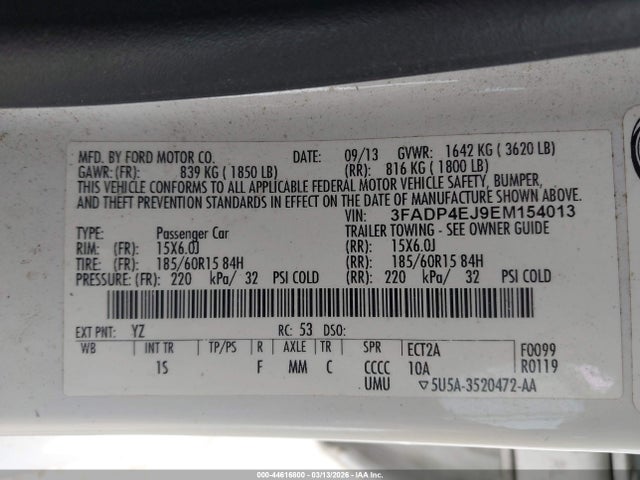 MFD. BY FORD MOTOR CO. DATE: 09/13 GVWR: 1642 KG ( 3620 LB)
GAWR: (FR): 839 KG ( 1850 LB) (RR): 816 KG ( 1800 LB)
THIS VEHICLE CONFORMS TO ALL APPLICABLE FEDERAL MOTOR VEHICLE SAFETY, BUMPER,
AND THEFT PREVENTION STANDARDS IN EFFECT ON THE DATE OF MANUFACTURE SHOWN ABOVE.
VIN: 3FADP4EJ9EM154013
TYPE: Passenger Car TRAILER TOWING - SEE OWNER GUIDE
RIM: (FR): 15X6.0J (RR): 15X6.0J
TIRE: (FR): 185/60R15 84H (RR): 185/60R15 84H
PRESSURE: (FR): 220 kPa/ 32 PSI COLD (RR): 220 kPa/ 32 PSI COLD
EXT PNT: YZ RC: 53 DSO:
WB INT TR TP/PS R AXLE TR SPR ECT2A F0099
1S F MM C CCCC 10A R0119
UMU ▽5U5A-3520472-AA
000-44616800 - 03/13/2026 - IAAI, Inc.